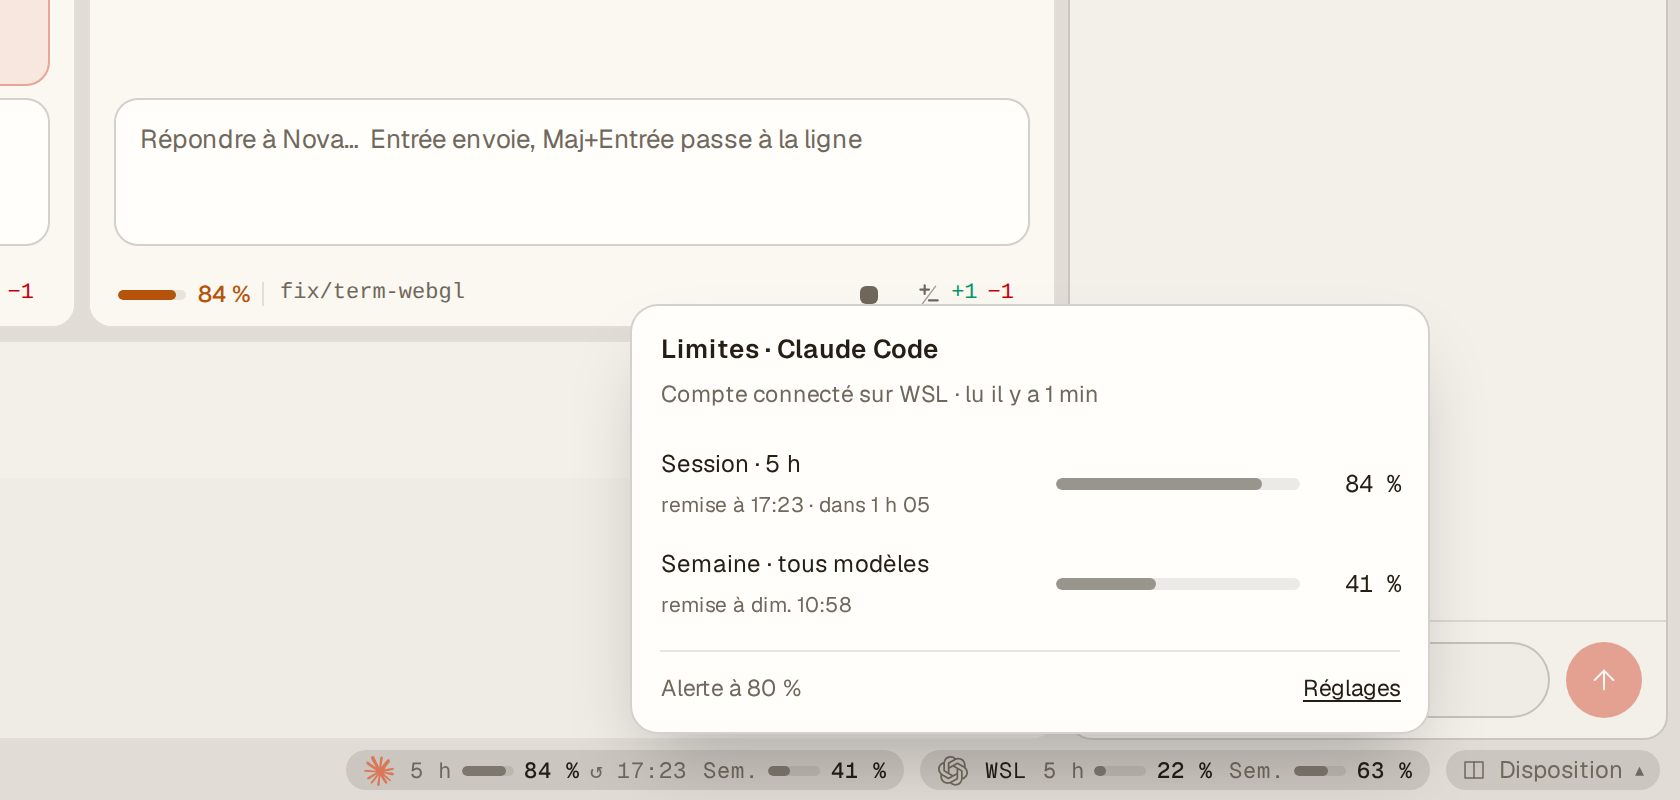 Répondre à Nova… Entrée envoie, Maj+Entrée passe à la ligne
−1
84 % fix/term-webgl +1 −1
Limites · Claude Code
Compte connecté sur WSL · lu il y a 1 min
Session · 5 h
84 %
remise à 17:23 · dans 1 h 05
Semaine · tous modèles
41 %
remise à dim. 10:58
Alerte à 80 % Réglages
5 h 84 % ↺ 17:23 Sem. 41 % WSL 5 h 22 % Sem. 63 % Disposition ▴